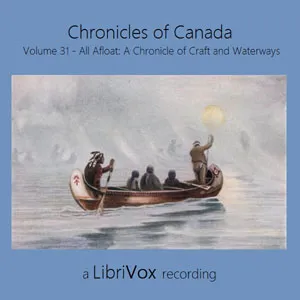 Chronicles of Canada
Volume 31 - All Afloat: A Chronicle of Craft and Waterways
a LibriVox recording